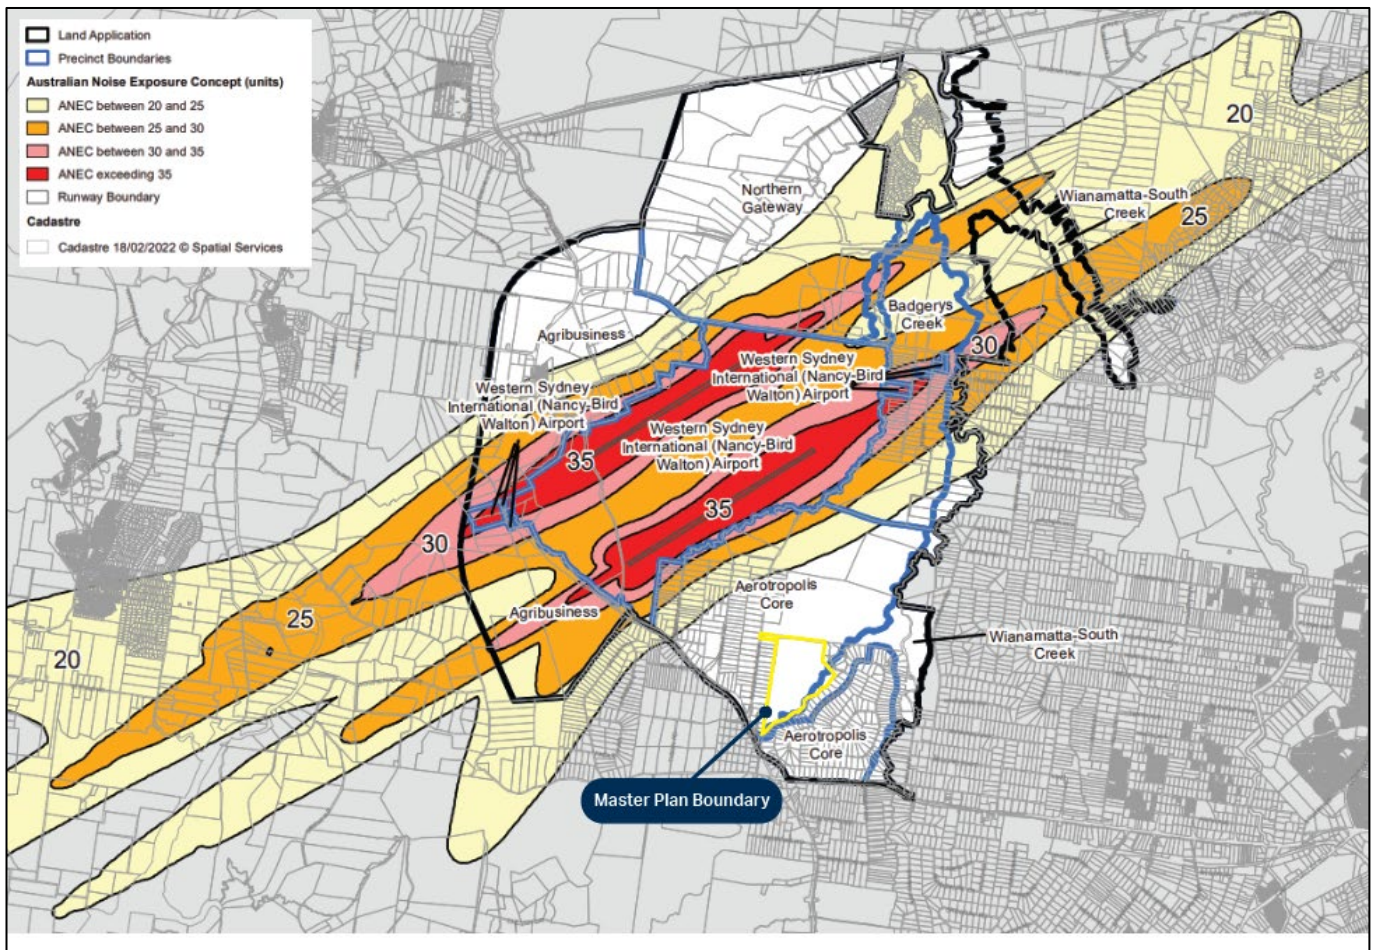 Land Application
Precinct Boundaries
Australian Noise Exposure Concept (units)
ANEC between 20 and 25
ANEC between 25 and 30
ANEC between 30 and 35
ANEC exceeding 35
Runway Boundary
Cadastre
Cadastre 18/02/2022 © Spatial Services
20
Northern
Gateway
Wianamatta-South
Creek
25
Badgerys
Creek
Agribusiness
30
Western Sydney
International (Nancy-Bird
Walton) Airport
Western Sydney
International (Nancy-Bird
Walton) Airport
Western Sydney
International (Nancy-Bird
Walton) Airport
35
35
30
Aerotropolis
Core
Agribusiness
25
Wianamatta-South
Creek
20
Aerotropolis
Core
Master Plan Boundary